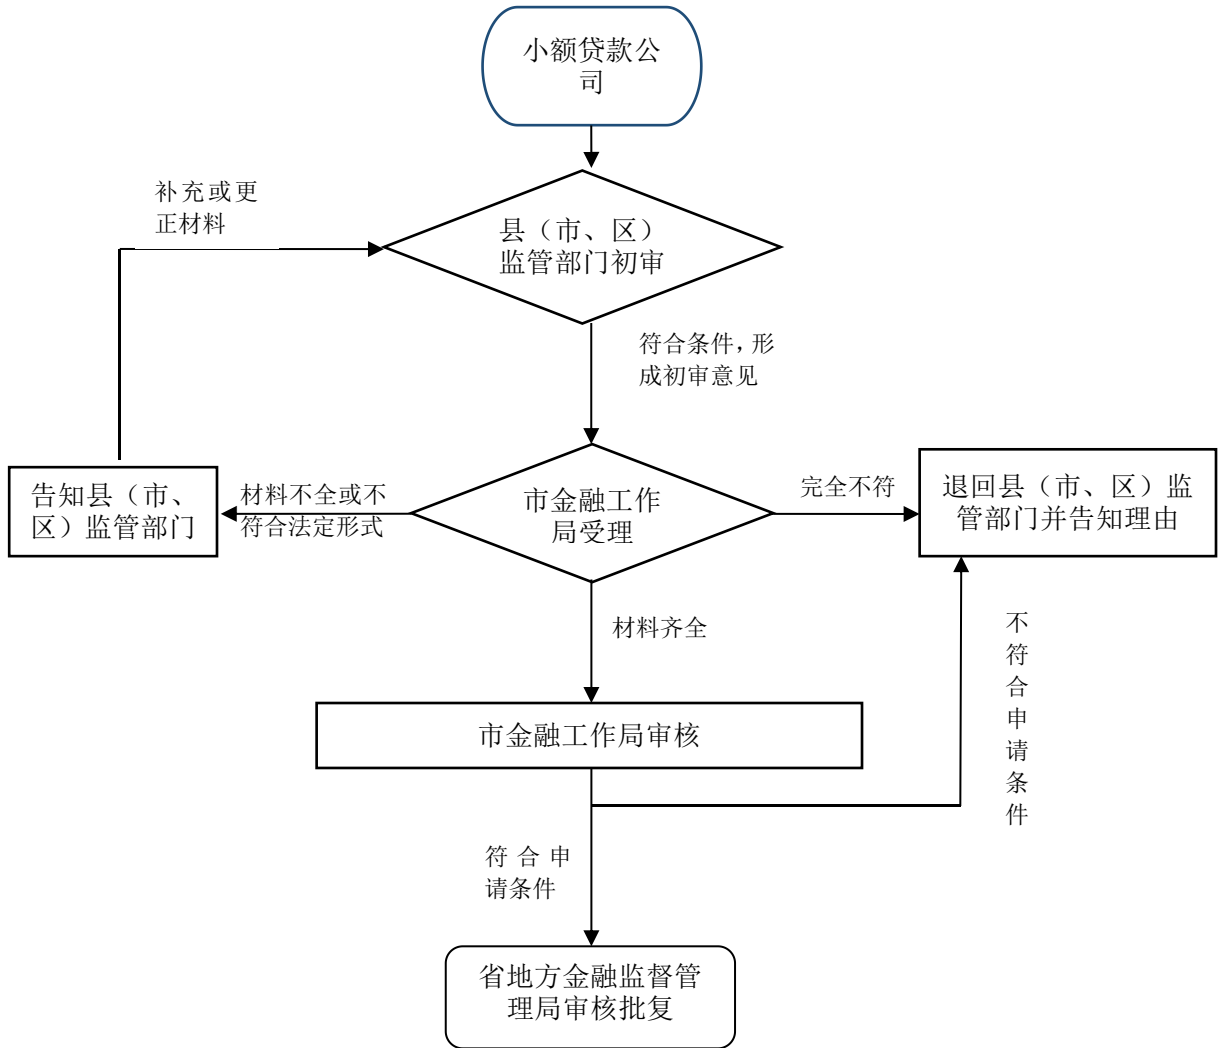 小额贷款公
司
补充或更
正材料
县（市、区）
监管部门初审
符合条件，形
成初审意见
告知县（市、
区）监管部门
材料不全或不
符合法定形式
市金融工作
局受理
完全不符
退回县（市、区）监
管部门并告知理由
材料齐全
不
符
合
申
请
条
件
市金融工作局审核
符合申
请条件
省地方金融监督管
理局审核批复